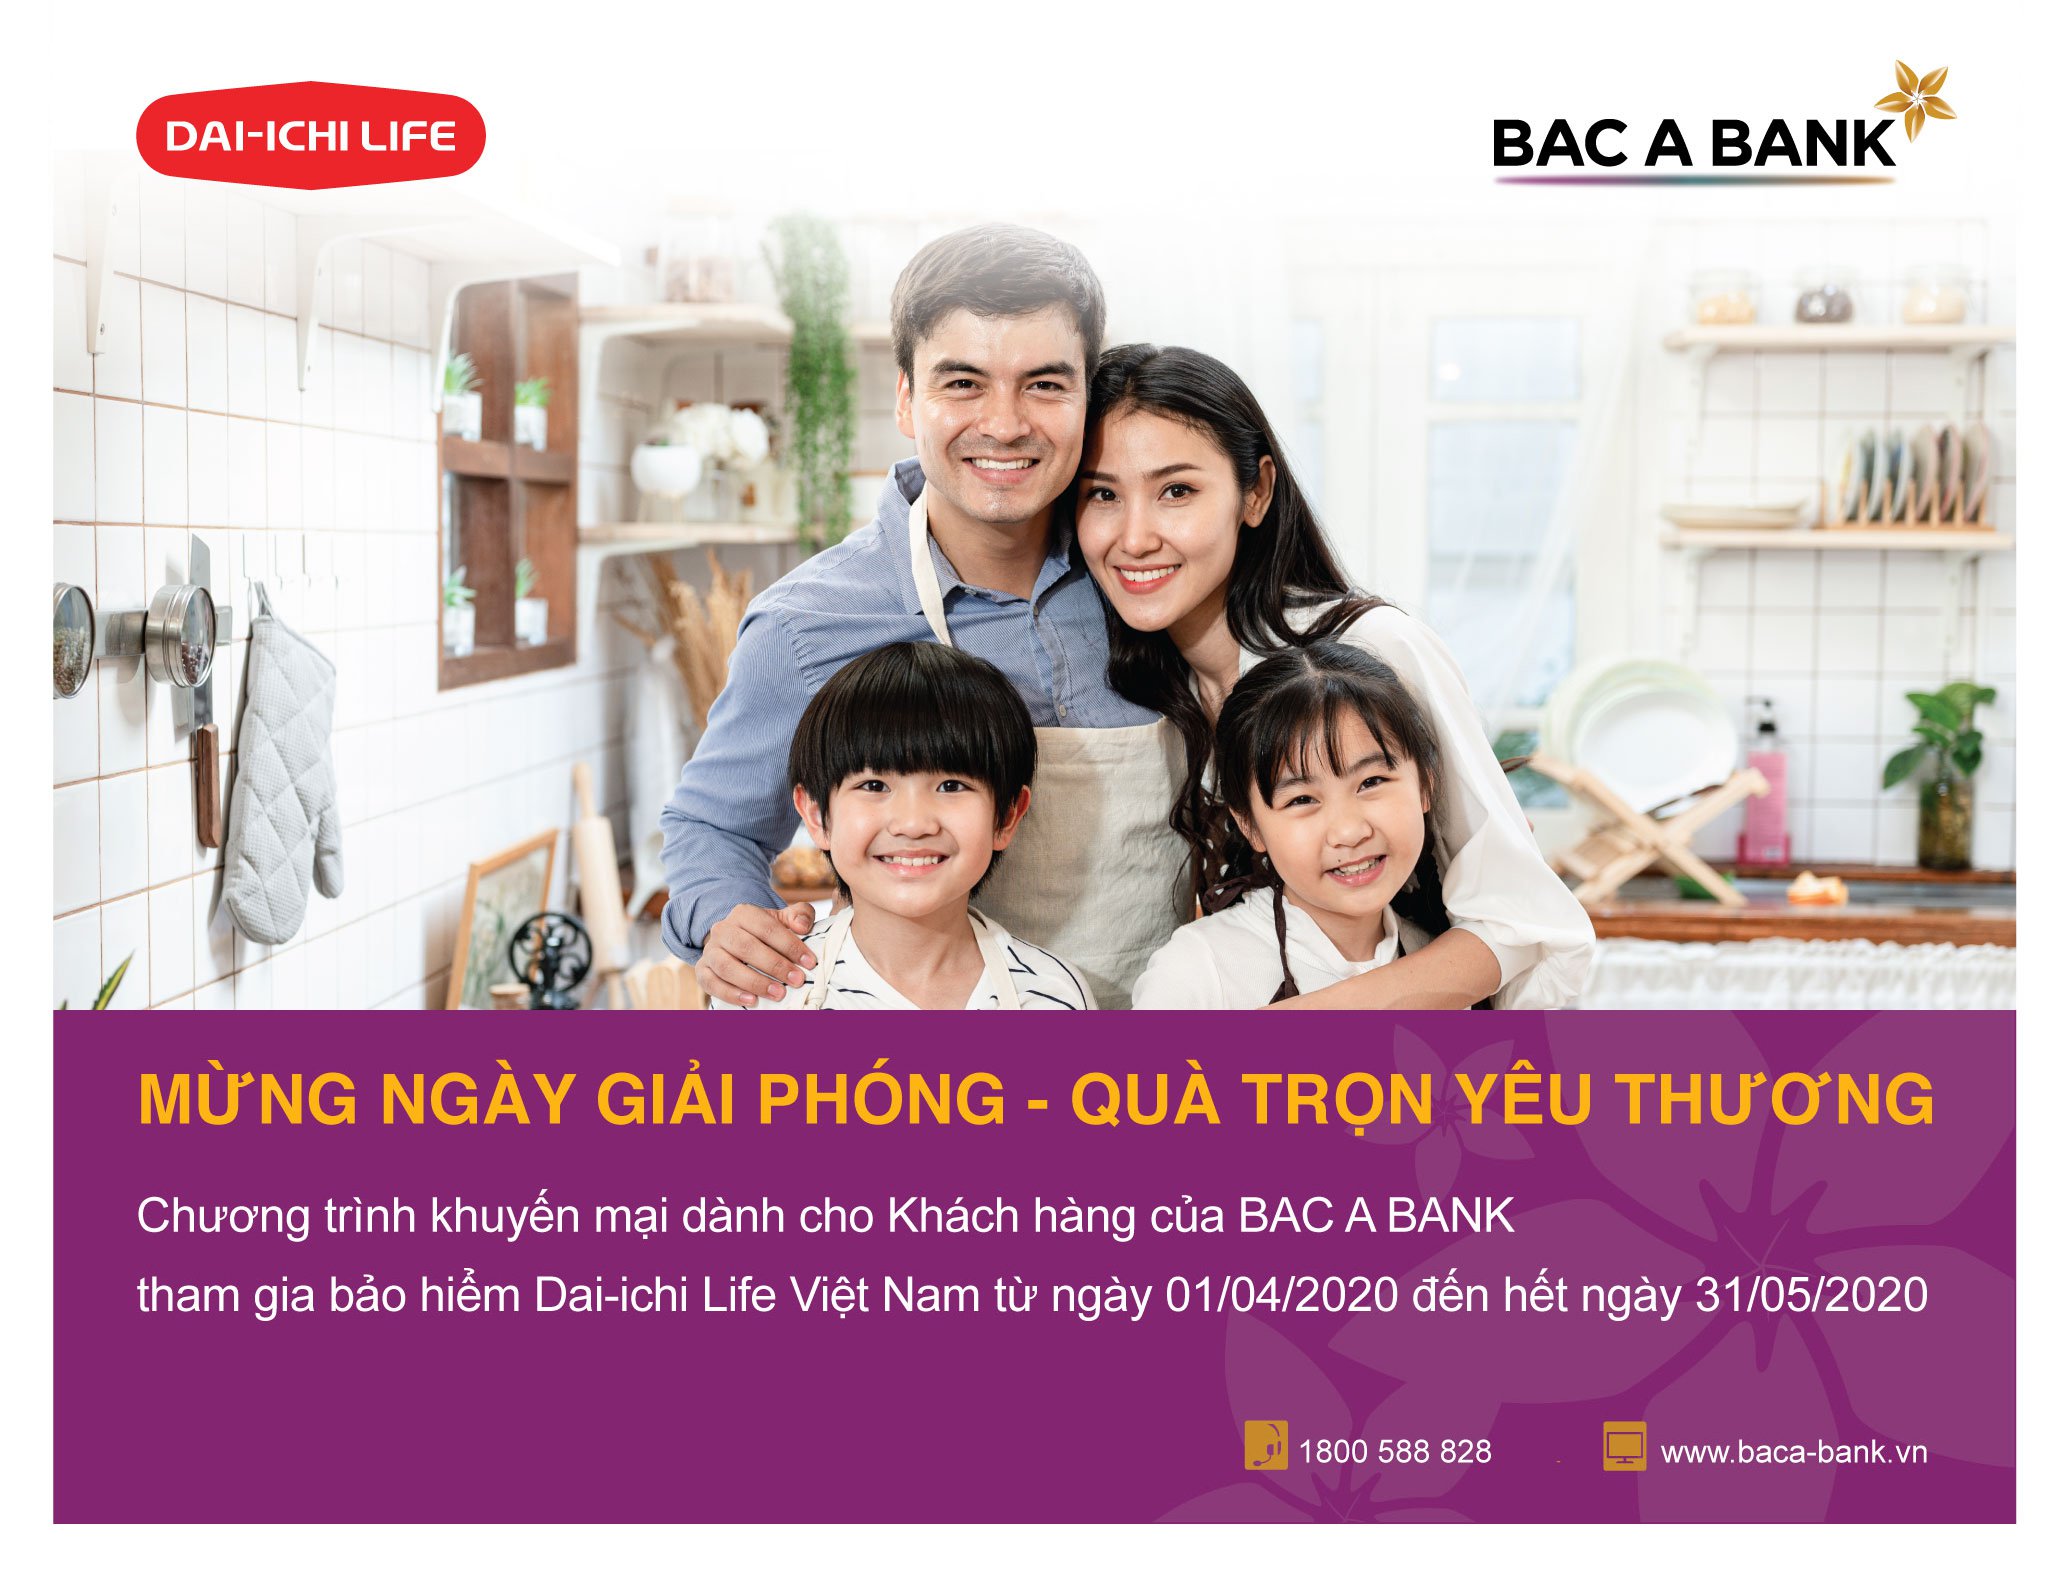 DAI-ICHI LIFE
BAC A BANK
MỪNG NGÀY GIẢI PHÓNG - QUÀ TRỌN YÊU THƯƠNG
Chương trình khuyến mại dành cho Khách hàng của BAC A BANK
tham gia bảo hiểm Dai-ichi Life Việt Nam từ ngày 01/04/2020 đến hết ngày 31/05/2020
1800 588 828
www.baca-bank.vn